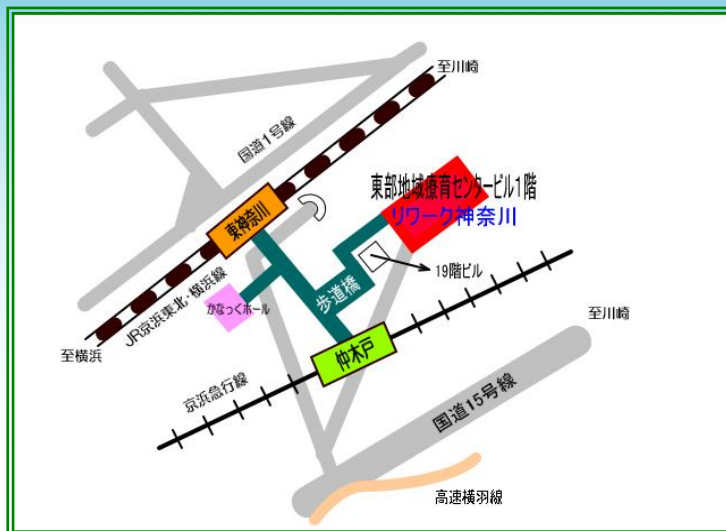 至川崎
国道1号線
東部地域療育センタービル1階
リワーク神奈川
東神奈川
19階ビル
歩道橋
かなっくホール
JR京浜東北・横浜線
至横浜
仲木戸
至川崎
京浜急行線
国道15号線
高速横羽線